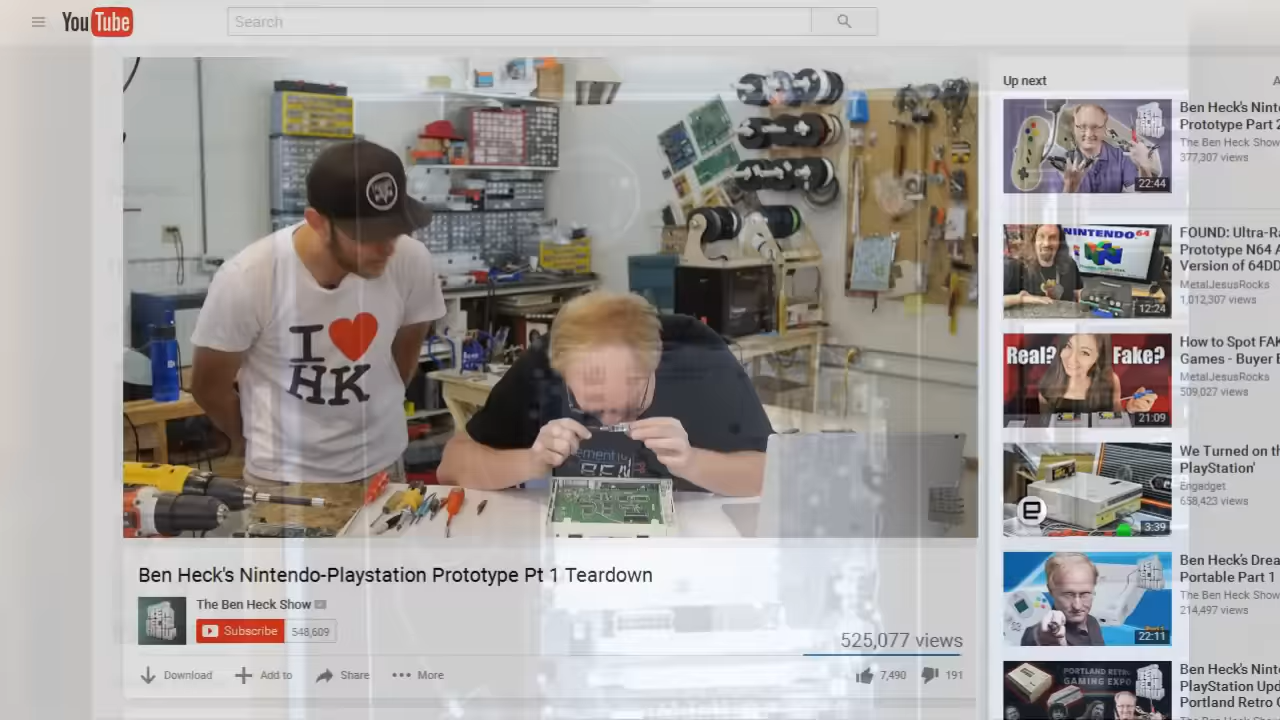 YouTube
Search
I ❤ HK
ementi
BEN
Ben Heck's Nintendo-Playstation Prototype Pt 1 Teardown
The Ben Heck Show
Subscribe 548,609
525,077 views
Download Add to Share More
7,490 191
Up next
Ben Heck's Ninte
Prototype Part 2
The Ben Heck Show
377,307 views
22:44
FOUND: Ultra-Ra
Prototype N64 A
Version of 64DD
MetalJesusRocks
1,012,307 views
NINTENDO 64
12:24
How to Spot FAK
Games - Buyer B
MetalJesusRocks
509,027 views
Real? Fake?
21:09
We Turned on th
PlayStation'
Engadget
658,423 views
3:39
Ben Heck's Drea
Portable Part 1
The Ben Heck Show
214,497 views
22:11
Ben Heck's Ninte
PlayStation Upd
Portland Retro G
PORTLAND RETRO
GAMING EXPO